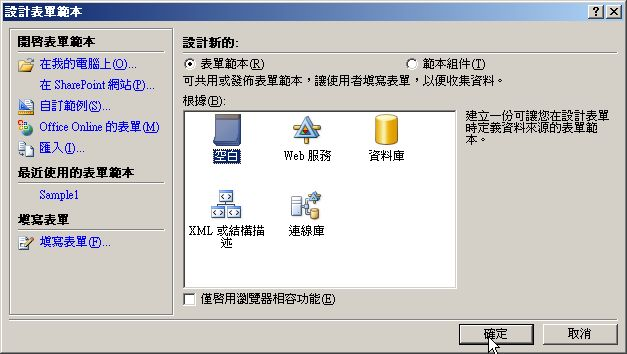 設計表單範本
開啓表單範本
在我的電腦上(O)...
在 SharePoint 網站(P)...
自訂範例(S)...
Office Online 的表單(M)
匯入(I)...
最近使用的表單範本
Sample1
填寫表單
填寫表單(F)...
設計新的:
表單範本(R)
範本組件(T)
可共用或發佈表單範本，讓使用者填寫表單，以便收集資料。
根據(B):
空白
Web 服務
資料庫
XML 或結構描
述
連線庫
建立一份可讓您在設計表單
時定義資料來源的表單範
本。
僅啓用瀏覽器相容功能(E)
確定
取消